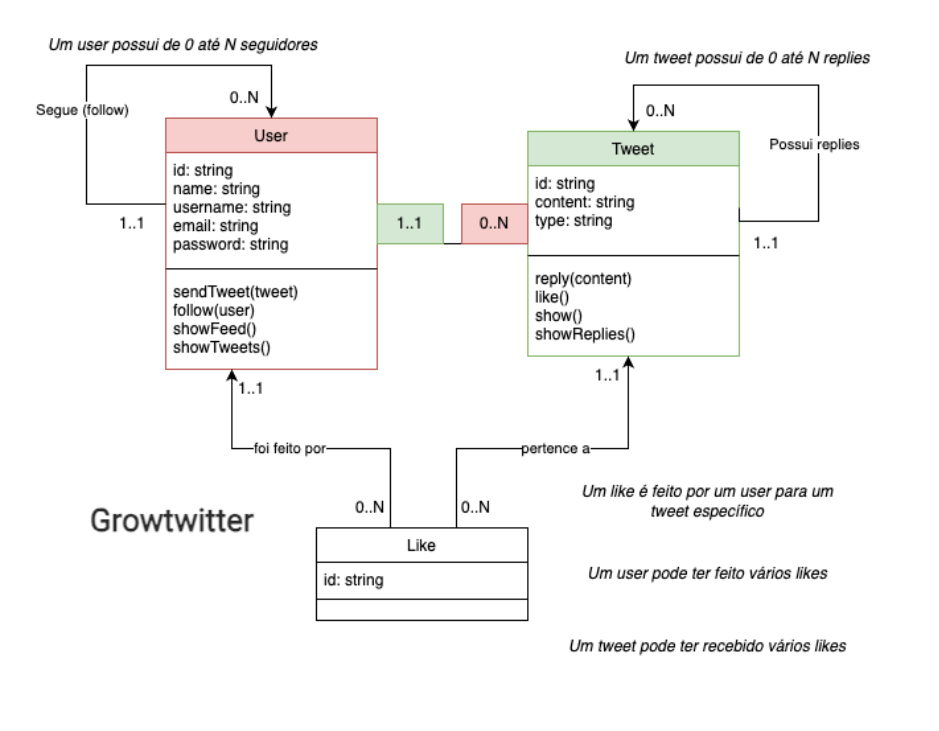 Um user possui de 0 até N seguidores
Um tweet possui de 0 até N replies
Segue (follow)
0..N
0..N
User
Tweet
Possui replies
id: string
name: string
username: string
email: string
password: string
1..1
1..1
0..N
id: string
content: string
type: string
1..1
sendTweet(tweet)
follow(user)
showFeed()
showTweets()
reply(content)
like()
show()
showReplies()
1..1
1..1
foi feito por
pertence a
0..N
0..N
Um like é feito por um user para um
tweet específico
Growtwitter
Like
id: string
Um user pode ter feito vários likes
Um tweet pode ter recebido vários likes